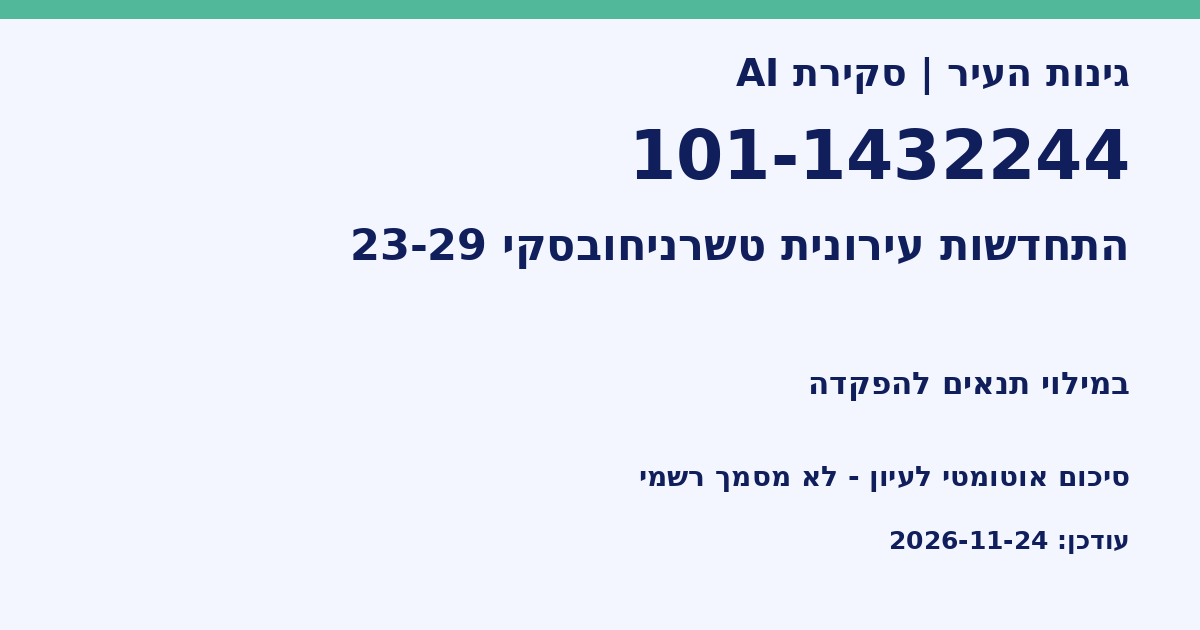 גינות העיר | סקירת AI
101-1432244
התחדשות עירונית טשרניחובסקי 23-29
במילוי תנאים להפקדה
סיכום אוטומטי לעיון - לא מסמך רשמי
עודכן: 2026-11-24